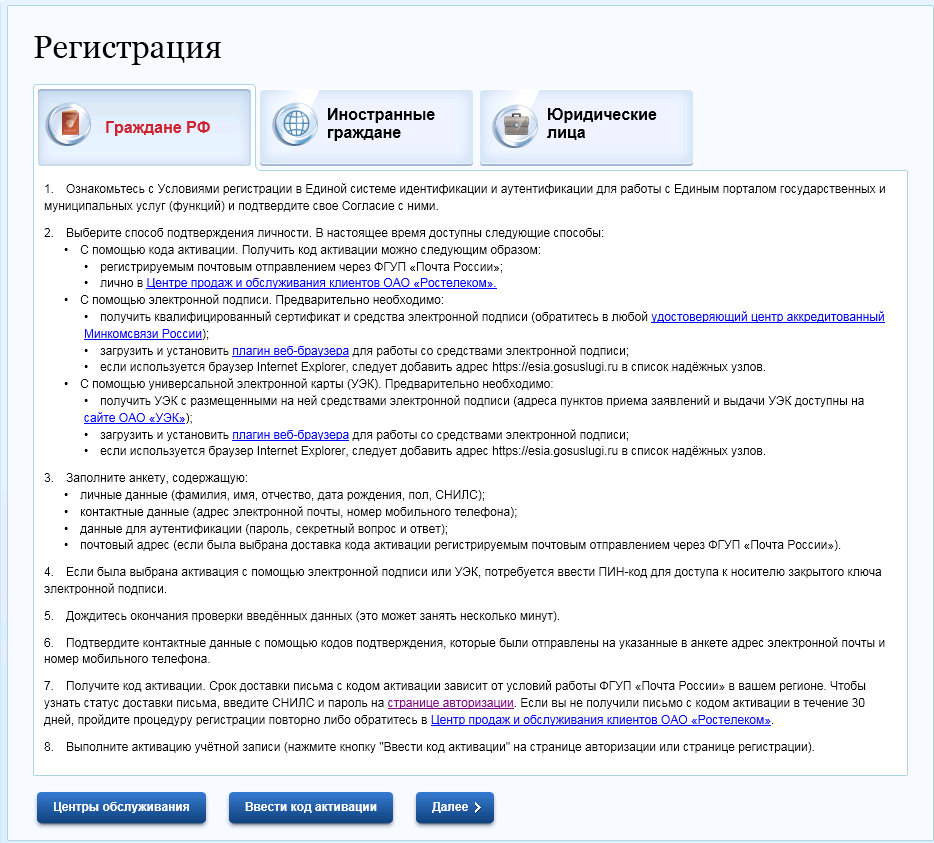 Регистрация
Граждане РФ
Иностранные
граждане
Юридические
лица
1. Ознакомьтесь с Условиями регистрации в Единой системе идентификации и аутентификации для работы с Единым порталом государственных и
муниципальных услуг (функций) и подтвердите свое Согласие с ними.
2. Выберите способ подтверждения личности. В настоящее время доступны следующие способы:
• С помощью кода активации. Получить код активации можно следующим образом:
• регистрируемым почтовым отправлением через ФГУП «Почта России»;
• лично в Центре продаж и обслуживания клиентов ОАО «Ростелеком».
• С помощью электронной подписи. Предварительно необходимо:
• получить квалифицированный сертификат и средства электронной подписи (обратитесь в любой удостоверяющий центр аккредитованный
Минкомсвязи России);
• загрузить и установить плагин веб-браузера для работы со средствами электронной подписи;
• если используется браузер Internet Explorer, следует добавить адрес https://esia.gosuslugi.ru в список надёжных узлов.
• С помощью универсальной электронной карты (УЭК). Предварительно необходимо:
• получить УЭК с размещенными на ней средствами электронной подписи (адреса пунктов приема заявлений и выдачи УЭК доступны на
сайте ОАО «УЭК»);
• загрузить и установить плагин веб-браузера для работы со средствами электронной подписи;
• если используется браузер Internet Explorer, следует добавить адрес https://esia.gosuslugi.ru в список надёжных узлов.
3. Заполните анкету, содержащую:
• личные данные (фамилия, имя, отчество, дата рождения, пол, СНИЛС);
• контактные данные (адрес электронной почты, номер мобильного телефона);
• данные для аутентификации (пароль, секретный вопрос и ответ);
• почтовый адрес (если была выбрана доставка кода активации регистрируемым почтовым отправлением через ФГУП «Почта России»).
4. Если была выбрана активация с помощью электронной подписи или УЭК, потребуется ввести ПИН-код для доступа к носителю закрытого ключа
электронной подписи.
5. Дождитесь окончания проверки введённых данных (это может занять несколько минут).
6. Подтвердите контактные данные с помощью кодов подтверждения, которые были отправлены на указанные в анкете адрес электронной почты и
номер мобильного телефона.
7. Получите код активации. Срок доставки письма с кодом активации зависит от условий работы ФГУП «Почта России» в вашем регионе. Чтобы
узнать статус доставки письма, введите СНИЛС и пароль на странице авторизации. Если вы не получили письмо с кодом активации в течение 30
дней, пройдите процедуру регистрации повторно либо обратитесь в Центр продаж и обслуживания клиентов ОАО «Ростелеком».
8. Выполните активацию учётной записи (нажмите кнопку "Ввести код активации" на странице авторизации или странице регистрации).
Центры обслуживания
Ввести код активации
Далее